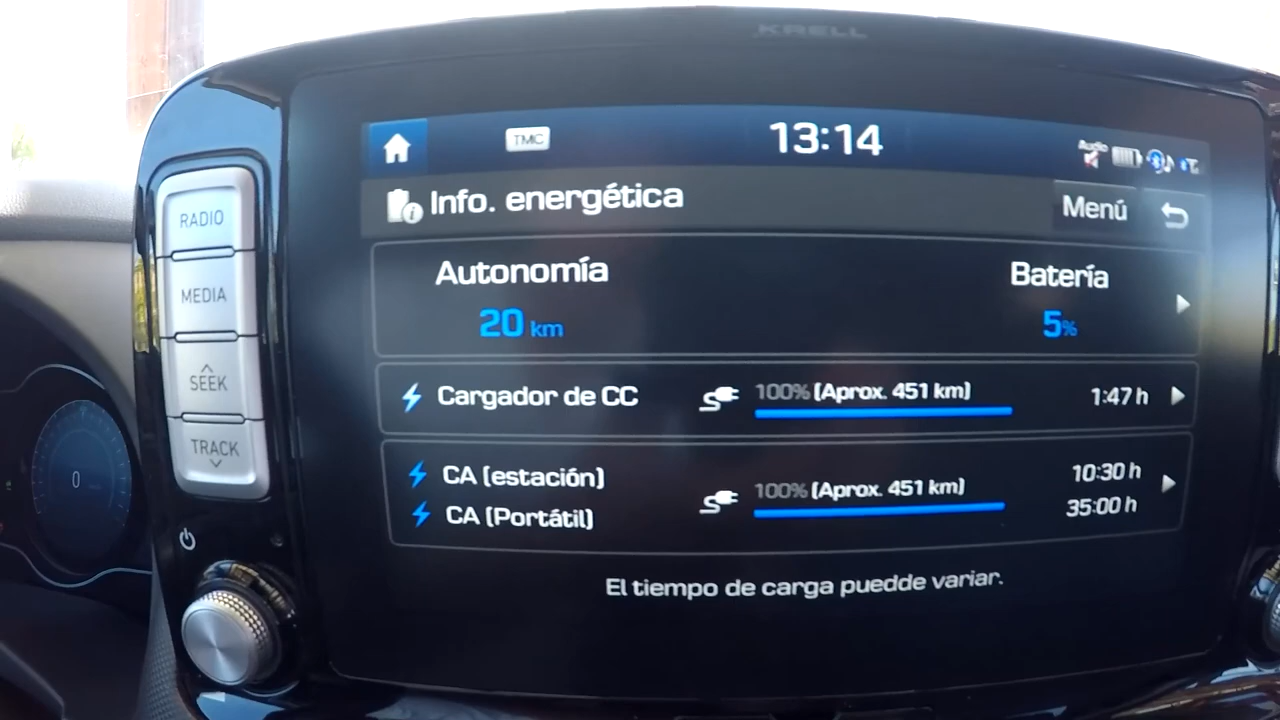 KRELL
TMC
13:14
Audio
Info. energética
Menú
RADIO
MEDIA
SEEK
TRACK
Autonomía
Batería
20 km
5%
Cargador de CC
100% (Aprox. 451 km)
1:47 h
CA (estación)
CA (Portátil)
100% (Aprox. 451 km)
10:30 h
35:00 h
El tiempo de carga puedde variar.
0